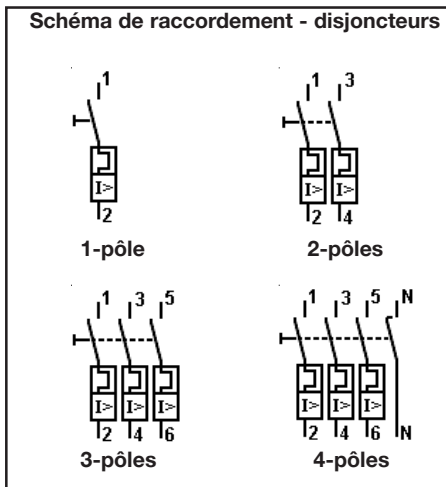 Schéma de raccordement - disjoncteurs
1
I>
2
1-pôle
1 3
I> I>
2 4
2-pôles
1 3 5
I> I> I>
2 4 6
3-pôles
1 3 5 N
I> I> I>
2 4 6 N
4-pôles